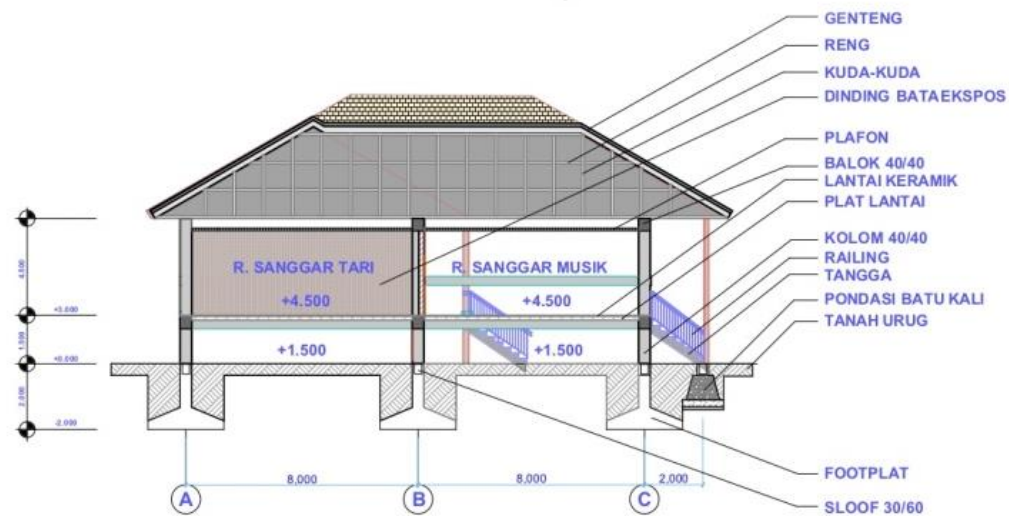 GENTENG
RENG
KUDA-KUDA
DINDING BATAEKSPOS
PLAFON
BALOK 40/40
LANTAI KERAMIK
PLAT LANTAI
KOLOM 40/40
RAILING
TANGGA
PONDASI BATU KALI
TANAH URUG
FOOTPLAT
SLOOF 30/60
R. SANGGAR TARI
+4.500
R. SANGGAR MUSIK
+4.500
+1.500
+1.500
4.500
+3.000
1.500
+0.000
2.000
-2.000
8,000
8,000
2,000
A
B
C